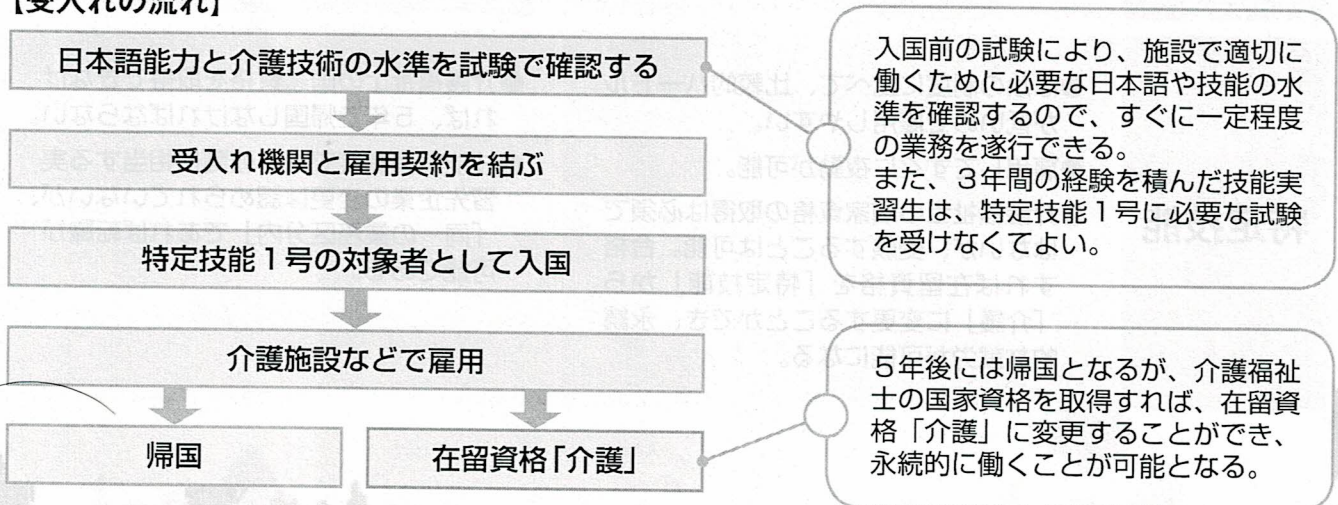 【受入れの流れ】
日本語能力と介護技術の水準を試験で確認する
受入れ機関と雇用契約を結ぶ
特定技能1号の対象者として入国
介護施設などで雇用
帰国
在留資格「介護」
入国前の試験により、施設で適切に
働くために必要な日本語や技能の水
準を確認するので、すぐに一定程度
の業務を遂行できる。
また、3年間の経験を積んだ技能実
習生は、特定技能1号に必要な試験
を受けなくてよい。
5年後には帰国となるが、介護福祉
士の国家資格を取得すれば、在留資
格「介護」に変更することができ、
永続的に働くことが可能となる。